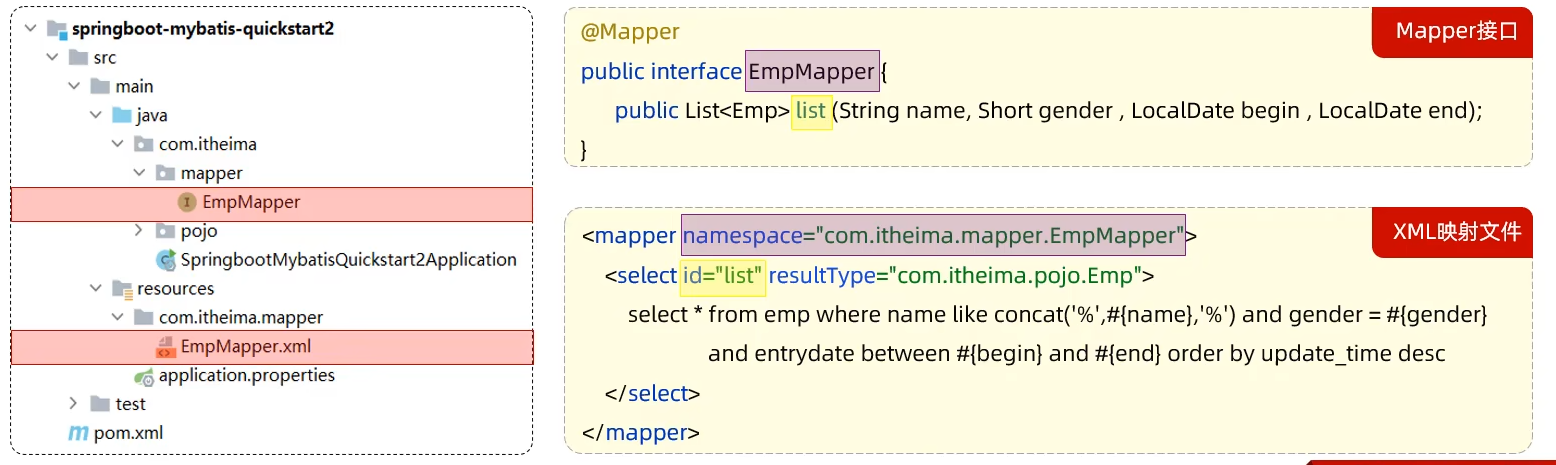 springboot-mybatis-quickstart2
src
main
java
com.itheima
mapper
I EmpMapper
pojo
SpringbootMybatisQuickstart2Application
resources
com.itheima.mapper
EmpMapper.xml
application.properties
test
pom.xml
Mapper接口
@Mapper
public interface EmpMapper {
public List<Emp> list (String name, Short gender , LocalDate begin , LocalDate end);
}
XML映射文件
<mapper namespace="com.itheima.mapper.EmpMapper">
<select id="list" resultType="com.itheima.pojo.Emp">
select * from emp where name like concat('%',#{name},'%') and gender = #{gender}
and entrydate between #{begin} and #{end} order by update_time desc
</select>
</mapper>